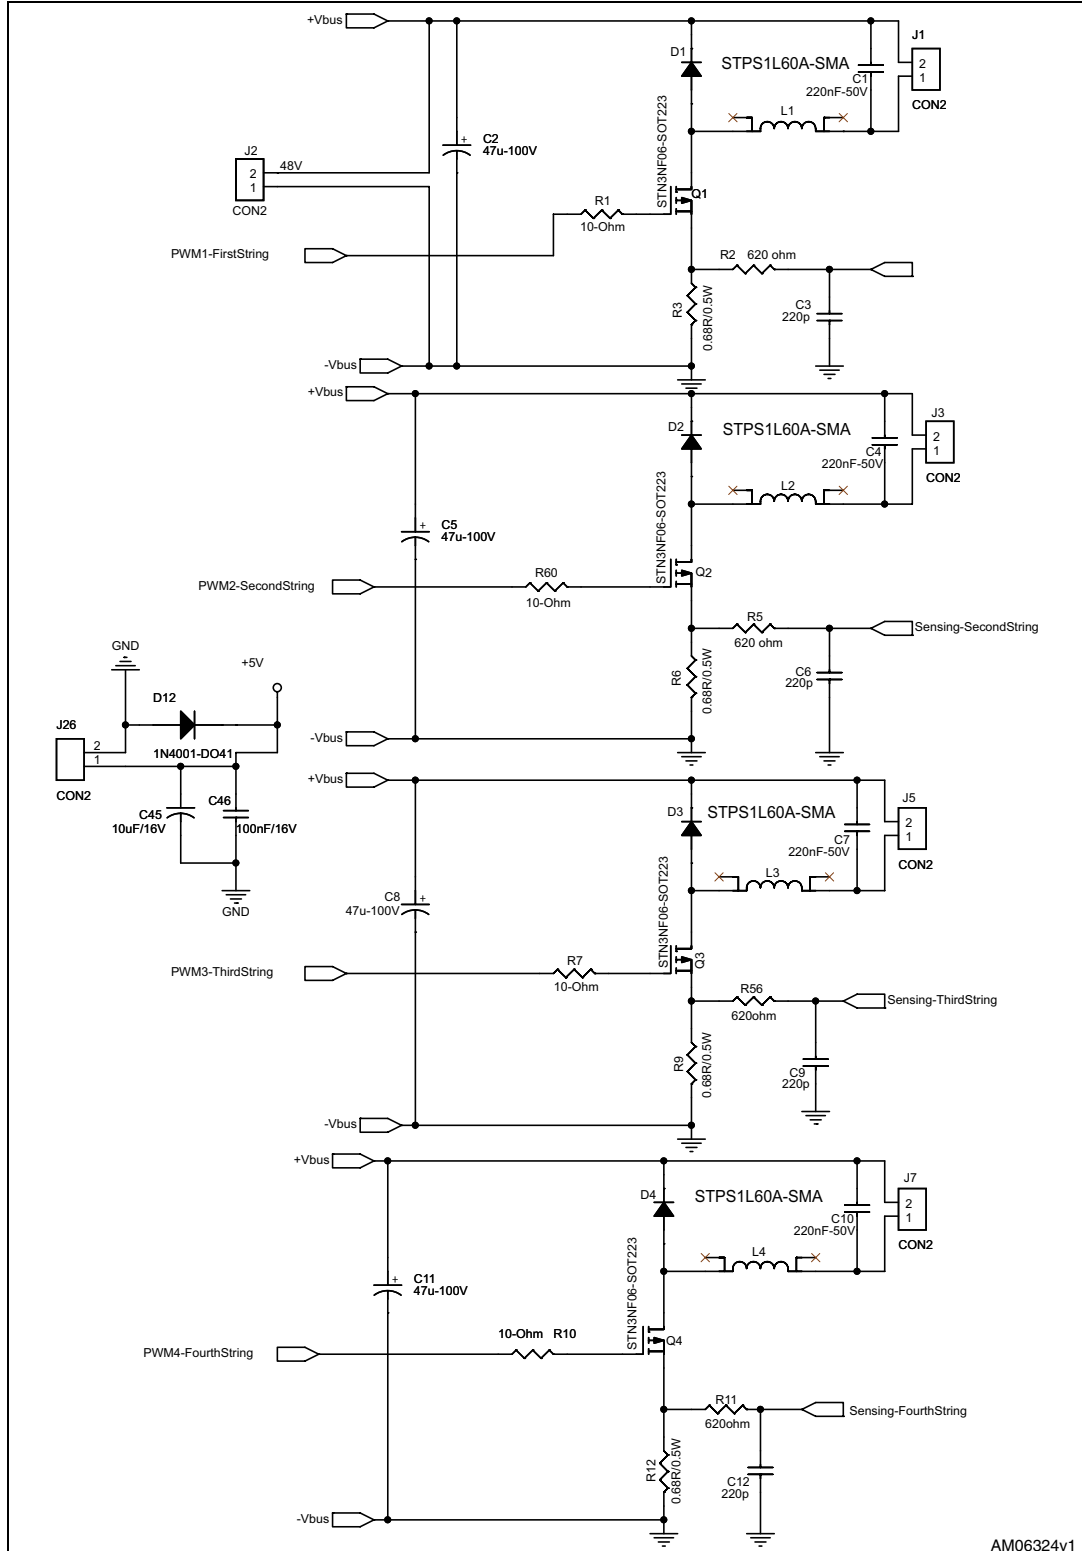 +Vbus
J1
D1
STPS1L60A-SMA
2
1
C1
220nF-50V
CON2
L1
C2
47u-100V
+
J2
48V
2
1
CON2
STN3NF06-SOT223
Q1
R1
10-Ohm
PWM1-FirstString
R2 620 ohm
R3
0.68R/0.5W
C3
220p
-Vbus
+Vbus
J3
D2
STPS1L60A-SMA
2
1
C4
220nF-50V
CON2
L2
C5
47u-100V
+
STN3NF06-SOT223
Q2
R60
10-Ohm
PWM2-SecondString
R5
620 ohm
Sensing-SecondString
R6
0.68R/0.5W
C6
220p
-Vbus
GND
+5V
D12
1N4001-DO41
J26
2
1
CON2
C45
10uF/16V
C46
100nF/16V
GND
+Vbus
J5
D3
STPS1L60A-SMA
2
1
C7
220nF-50V
CON2
L3
C8
47u-100V
+
STN3NF06-SOT223
Q3
R7
10-Ohm
PWM3-ThirdString
R56
620ohm
Sensing-ThirdString
R9
0.68R/0.5W
C9
220p
-Vbus
+Vbus
J7
D4
STPS1L60A-SMA
2
1
C10
220nF-50V
CON2
L4
C11
47u-100V
+
STN3NF06-SOT223
Q4
10-Ohm R10
PWM4-FourthString
R11
620ohm
Sensing-FourthString
R12
0.68R/0.5W
C12
220p
-Vbus
AM06324v1